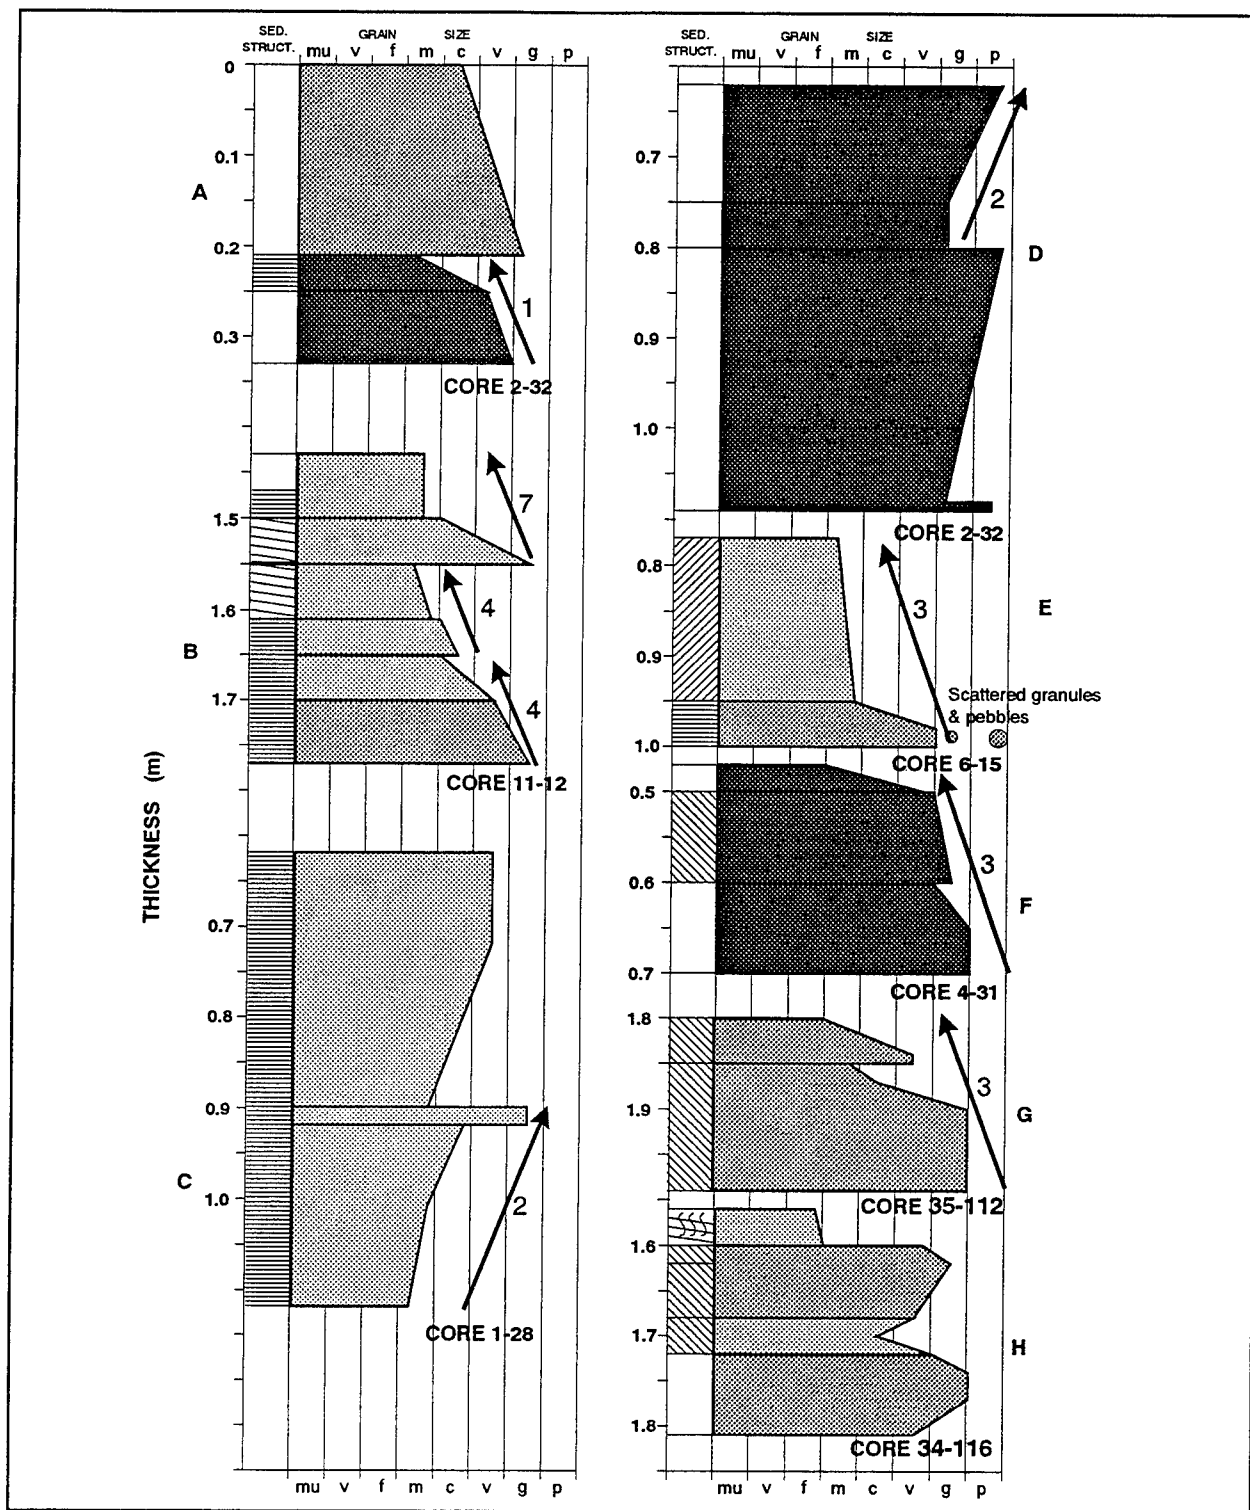 SED. STRUCT. GRAIN SIZE
mu v f m c v g p
0
0.1
A
0.2
0.3
1
CORE 2-32
7
1.5
1.6
4
B
1.7
4
CORE 11-12
THICKNESS (m)
0.7
0.8
0.9
C
1.0
2
CORE 1-28
mu v f m c v g p
SED. STRUCT. GRAIN SIZE
mu v f m c v g p
0.7
2
0.8
D
0.9
1.0
CORE 2-32
0.8
E
3
0.9
Scattered granules
& pebbles
1.0
CORE 6-15
0.5
3
0.6
F
0.7
CORE 4-31
1.8
3
1.9
G
CORE 35-112
1.6
1.7
H
1.8
CORE 34-116
mu v f m c v g p